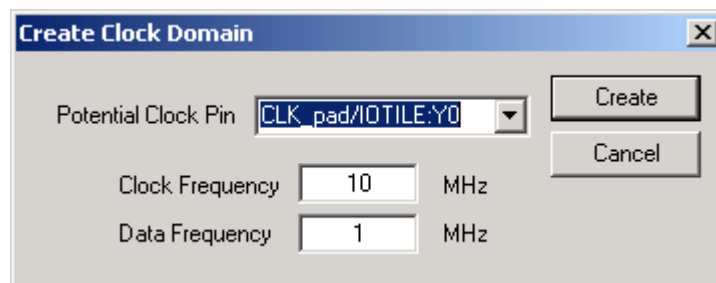 Create Clock Domain
Potential Clock Pin CLK_pad/IOTILE:Y0 Create
Cancel
Clock Frequency 10 MHz
Data Frequency 1 MHz